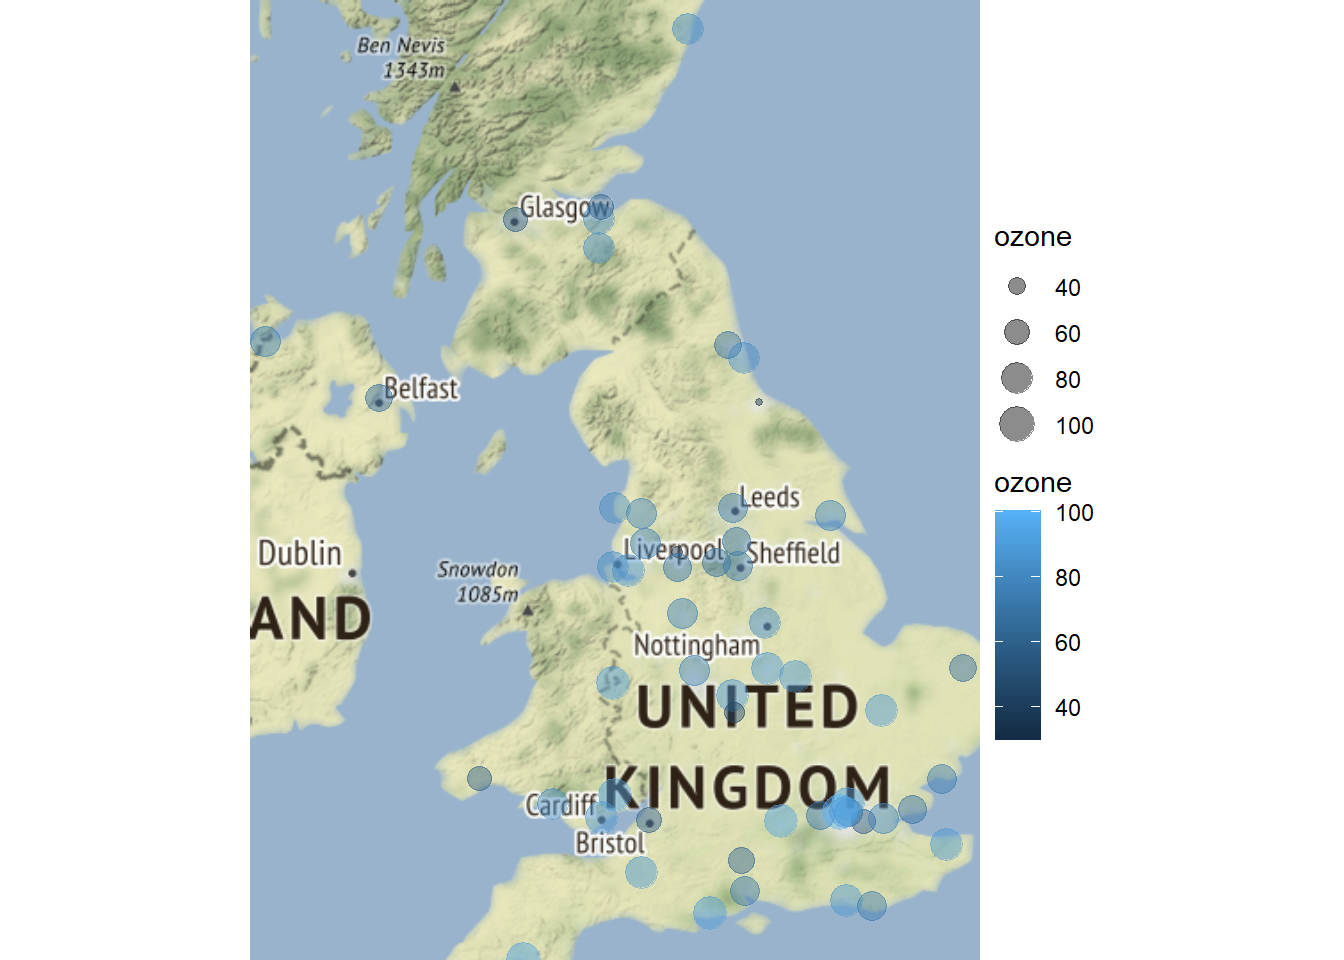 Ben Nevis
1343m
Glasgow
Belfast
Leeds
Dublin
Liverpool
Sheffield
Snowdon
1085m
AND
Nottingham
UNITED
KINGDOM
Cardiff
Bristol
ozone
40
60
80
100
ozone
100
80
60
40